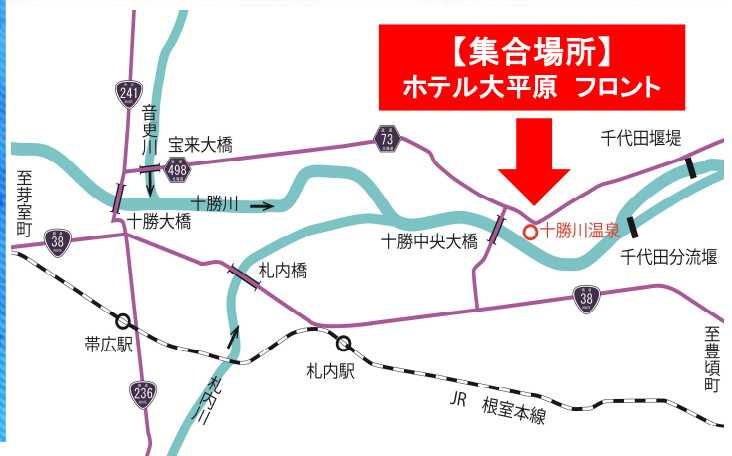 【集合場所】
ホテル大平原　フロント
241
音更川
宝来大橋
498
73
千代田堰堤
至芽室町
十勝川
十勝大橋
38
十勝中央大橋
十勝川温泉
千代田分流堰
札内橋
38
帯広駅
札内駅
至豊頃町
236
札内川
JR　根室本線